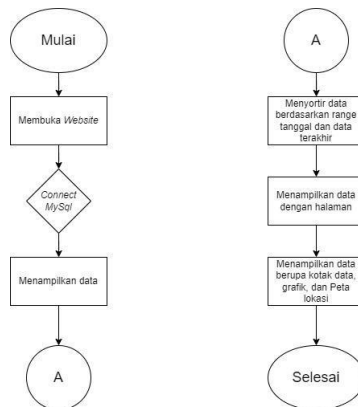 Mulai
Membuka Website
Connect
MySql
Menampilkan data
A
A
Menyortir data
berdasarkan range
tanggal dan data
terakhir
Menampilkan data
dengan halaman
Menampilkan data
berupa kotak data,
grafik, dan Peta
lokasi
Selesai